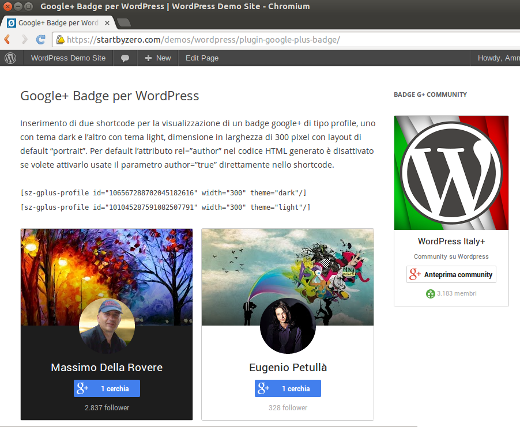 Google+ Badge per WordPress | WordPress Demo Site - Chromium
Google+ Badge per WordPress
https://startbyzero.com/demos/wordpress/plugin-google-plus-badge/
WordPress Demo Site
+ New
Edit Page
Howdy, Amm
Google+ Badge per WordPress
Inserimento di due shortcode per la visualizzazione di un badge google+ di tipo profile, uno
con tema dark e l'altro con tema light, dimensione in larghezza di 300 pixel con layout di
default "portrait". Per default l'attributo rel="author" nel codice HTML generato è disattivato
se volete attivarlo usate il parametro author="true" direttamente nello shortcode.
[sz-gplus-profile id="106567288702045182616" width="300" theme="dark"/]
[sz-gplus-profile id="101045287591082507791" width="300" theme="light"/]
Massimo Della Rovere
g+ 1 cerchia
2.837 follower
Eugenio Petullà
g+ 1 cerchia
328 follower
BADGE G+ COMMUNITY
WordPress Italy+
Community su Wordpress
g+ Anteprima community
3.103 membri